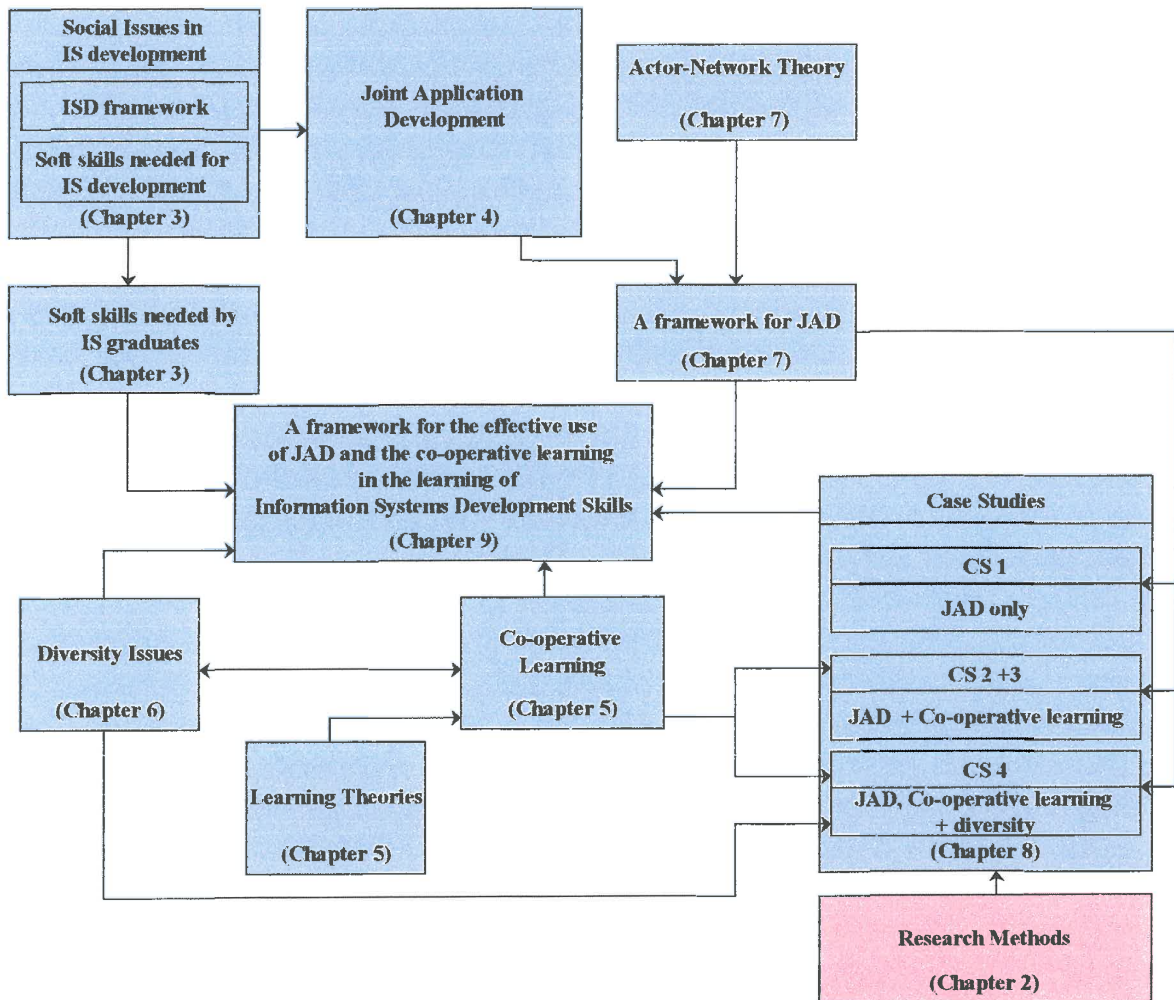 Social Issues in
IS development
ISD framework
Soft skills needed for
IS development
(Chapter 3)
Joint Application
Development
(Chapter 4)
Actor-Network Theory
(Chapter 7)
Soft skills needed by
IS graduates
(Chapter 3)
A framework for JAD
(Chapter 7)
A framework for the effective use
of JAD and the co-operative learning
in the learning of
Information Systems Development Skills
(Chapter 9)
Case Studies
CS 1
JAD only
CS 2 +3
JAD + Co-operative learning
CS 4
JAD, Co-operative learning
+ diversity
(Chapter 8)
Diversity Issues
(Chapter 6)
Co-operative
Learning
(Chapter 5)
Learning Theories
(Chapter 5)
Research Methods
(Chapter 2)